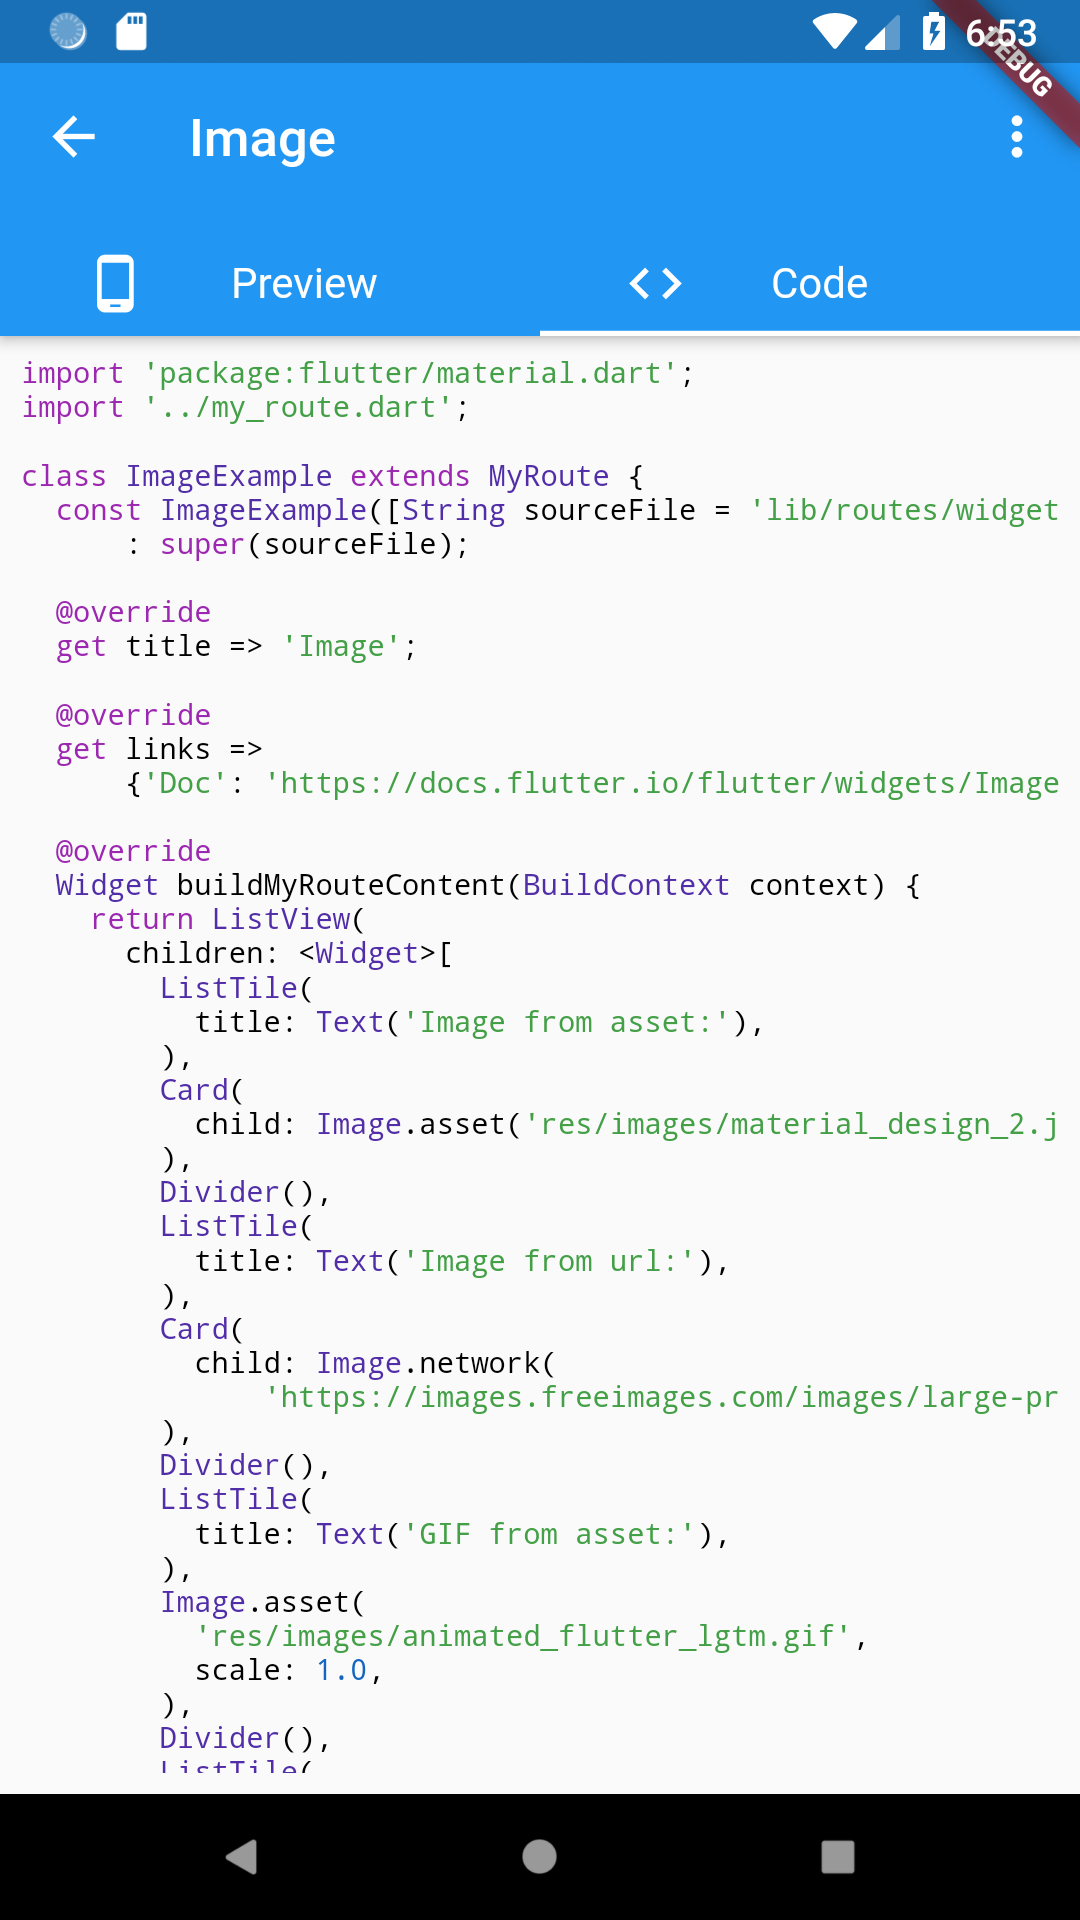 6:53
DEBUG
Image
Preview
Code
import 'package:flutter/material.dart';
import '../my_route.dart';
class ImageExample extends MyRoute {
  const ImageExample([String sourceFile = 'lib/routes/widget
      : super(sourceFile);
  @override
  get title => 'Image';
  @override
  get links =>
      {'Doc': 'https://docs.flutter.io/flutter/widgets/Image
  @override
  Widget buildMyRouteContent(BuildContext context) {
    return ListView(
      children: <Widget>[
        ListTile(
          title: Text('Image from asset:'),
        ),
        Card(
          child: Image.asset('res/images/material_design_2.j
        ),
        Divider(),
        ListTile(
          title: Text('Image from url:'),
        ),
        Card(
          child: Image.network(
              'https://images.freeimages.com/images/large-pr
        ),
        Divider(),
        ListTile(
          title: Text('GIF from asset:'),
        ),
        Image.asset(
          'res/images/animated_flutter_lgtm.gif',
          scale: 1.0,
        ),
        Divider(),
        ListTile(